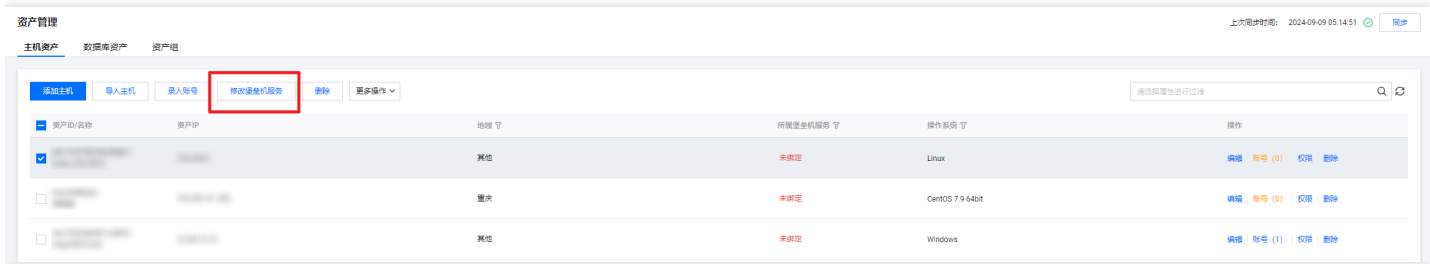 资产管理
上次同步时间: 2024-09-09 05:14:51 同步
主机资产 数据库资产 资产组
添加主机 导入主机 录入账号 修改堡垒机服务 删除 更多操作 请选择属性进行过滤
资产ID/名称 资产IP 地域 所属堡垒机服务 操作系统 操作
其他 未绑定 Linux 编辑 账号 (0) 权限 删除
重庆 未绑定 CentOS 7.9 64bit 编辑 账号 (0) 权限 删除
其他 未绑定 Windows 编辑 账号 (1) 权限 删除